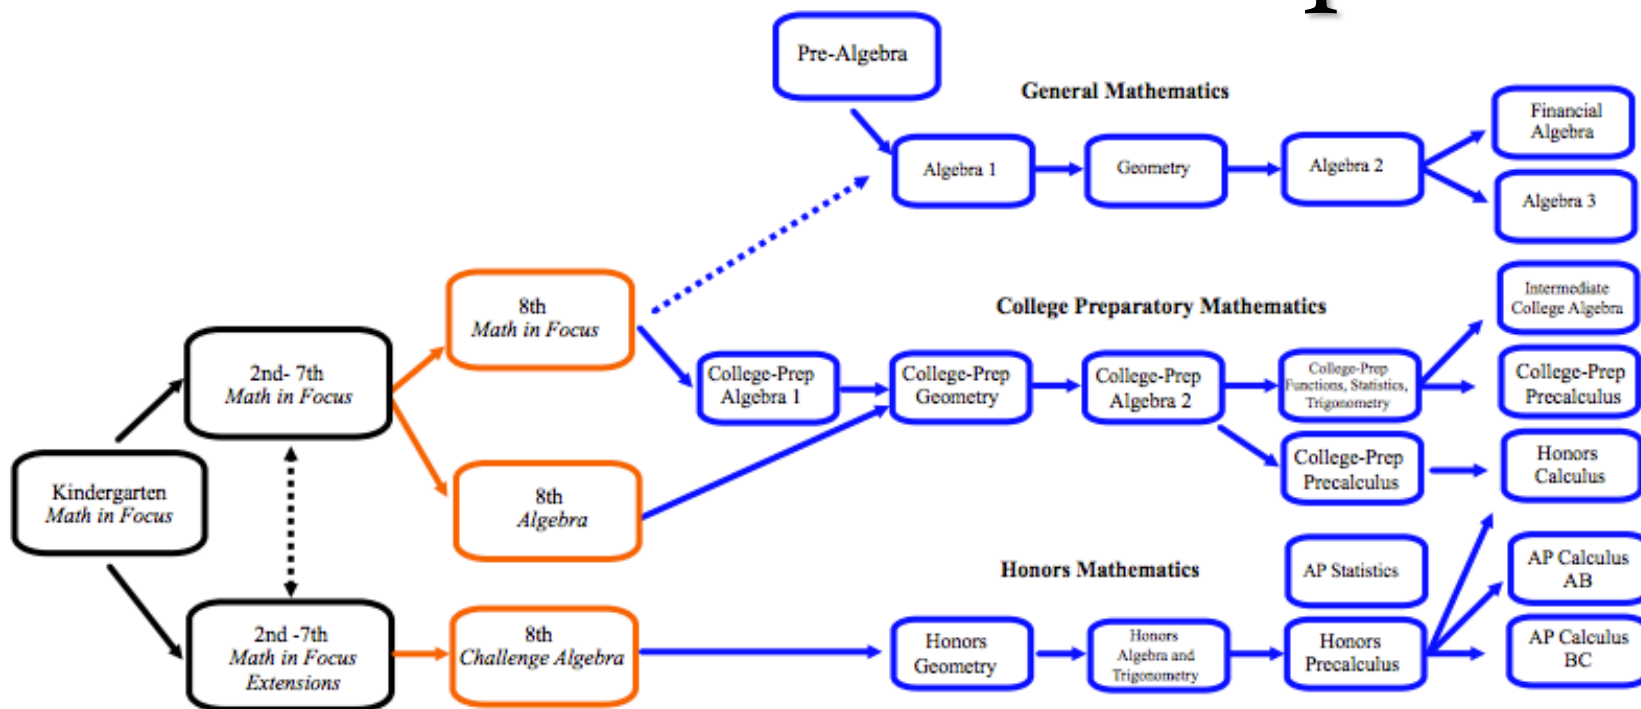 Pre-Algebra
General Mathematics
Financial
Algebra
Algebra 1
Geometry
Algebra 2
Algebra 3
8th
Math in Focus
College Preparatory Mathematics
Intermediate
College Algebra
2nd- 7th
Math in Focus
College-Prep
Algebra 1
College-Prep
Geometry
College-Prep
Algebra 2
College-Prep
Functions, Statistics,
Trigonometry
College-Prep
Precalculus
Kindergarten
Math in Focus
8th
Algebra
College-Prep
Precalculus
Honors
Calculus
Honors Mathematics
AP Statistics
AP Calculus
AB
2nd -7th
Math in Focus
Extensions
8th
Challenge Algebra
Honors
Geometry
Honors
Algebra and
Trigonometry
Honors
Precalculus
AP Calculus
BC